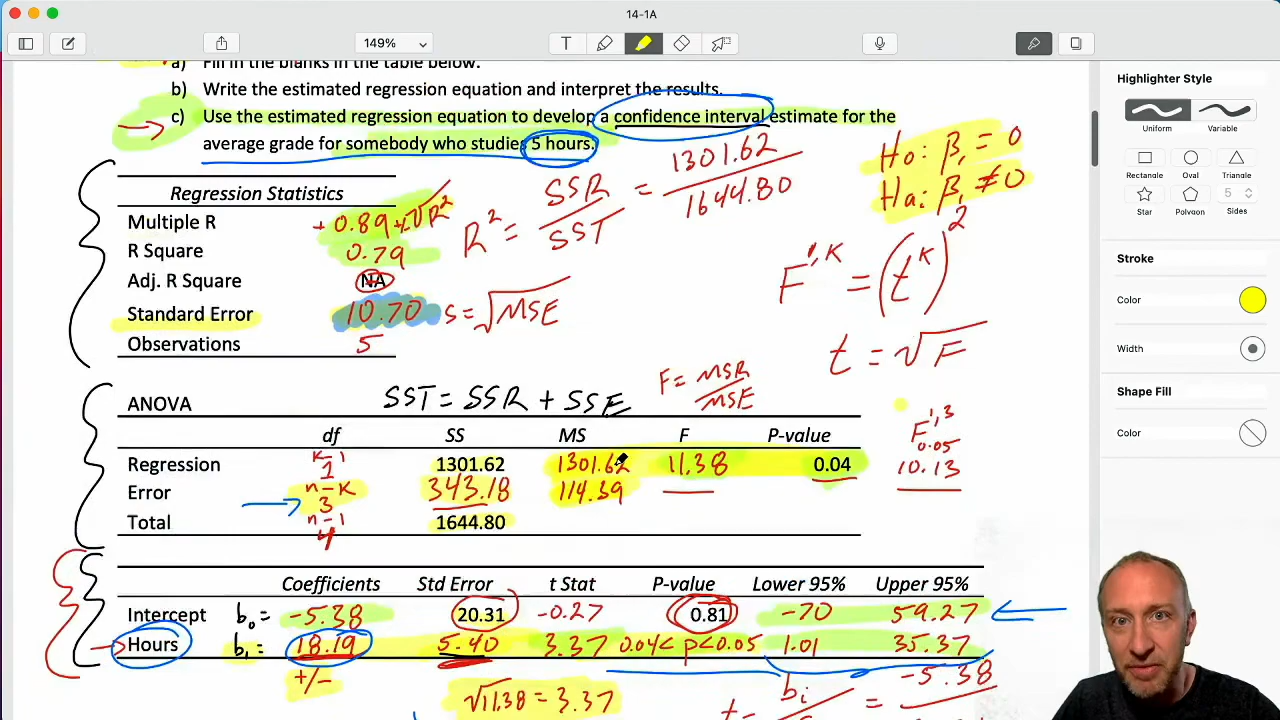 14-1A
149%
T
Highlighter Style
Uniform Variable
Rectangle Oval Triangle
Star Polygon 5 Sides
Stroke
Color
Width
Shape Fill
Color
a) Fill in the blanks in the table below.
b) Write the estimated regression equation and interpret the results.
c) Use the estimated regression equation to develop a confidence interval estimate for the
average grade for somebody who studies 5 hours.
R² = SSR / SST = 1301.62 / 1644.80
Ho: β₁ = 0
Ha: β₁ ≠ 0
F^1,K = (t^K)²
t = √F
Regression Statistics
Multiple R +0.89 +√R²
R Square 0.79
Adj. R Square NA
Standard Error 10.70 S = √MSE
Observations 5
SST = SSR + SSE
F = MSR / MSE
ANOVA
df SS MS F P-value
K-1
Regression 1 1301.62 1301.62 11.38 0.04
n-K
Error 3 343.18 114.39
n-1
Total 4 1644.80
F^1,3 0.05
10.13
Coefficients Std Error t Stat P-value Lower 95% Upper 95%
Intercept b₀ = -5.38 20.31 -0.27 0.81 -70 59.27
Hours b₁ = 18.19 5.40 3.37 0.04< p<0.05 1.01 35.37
+/-
√11.38 = 3.37
t = bi = -5.38